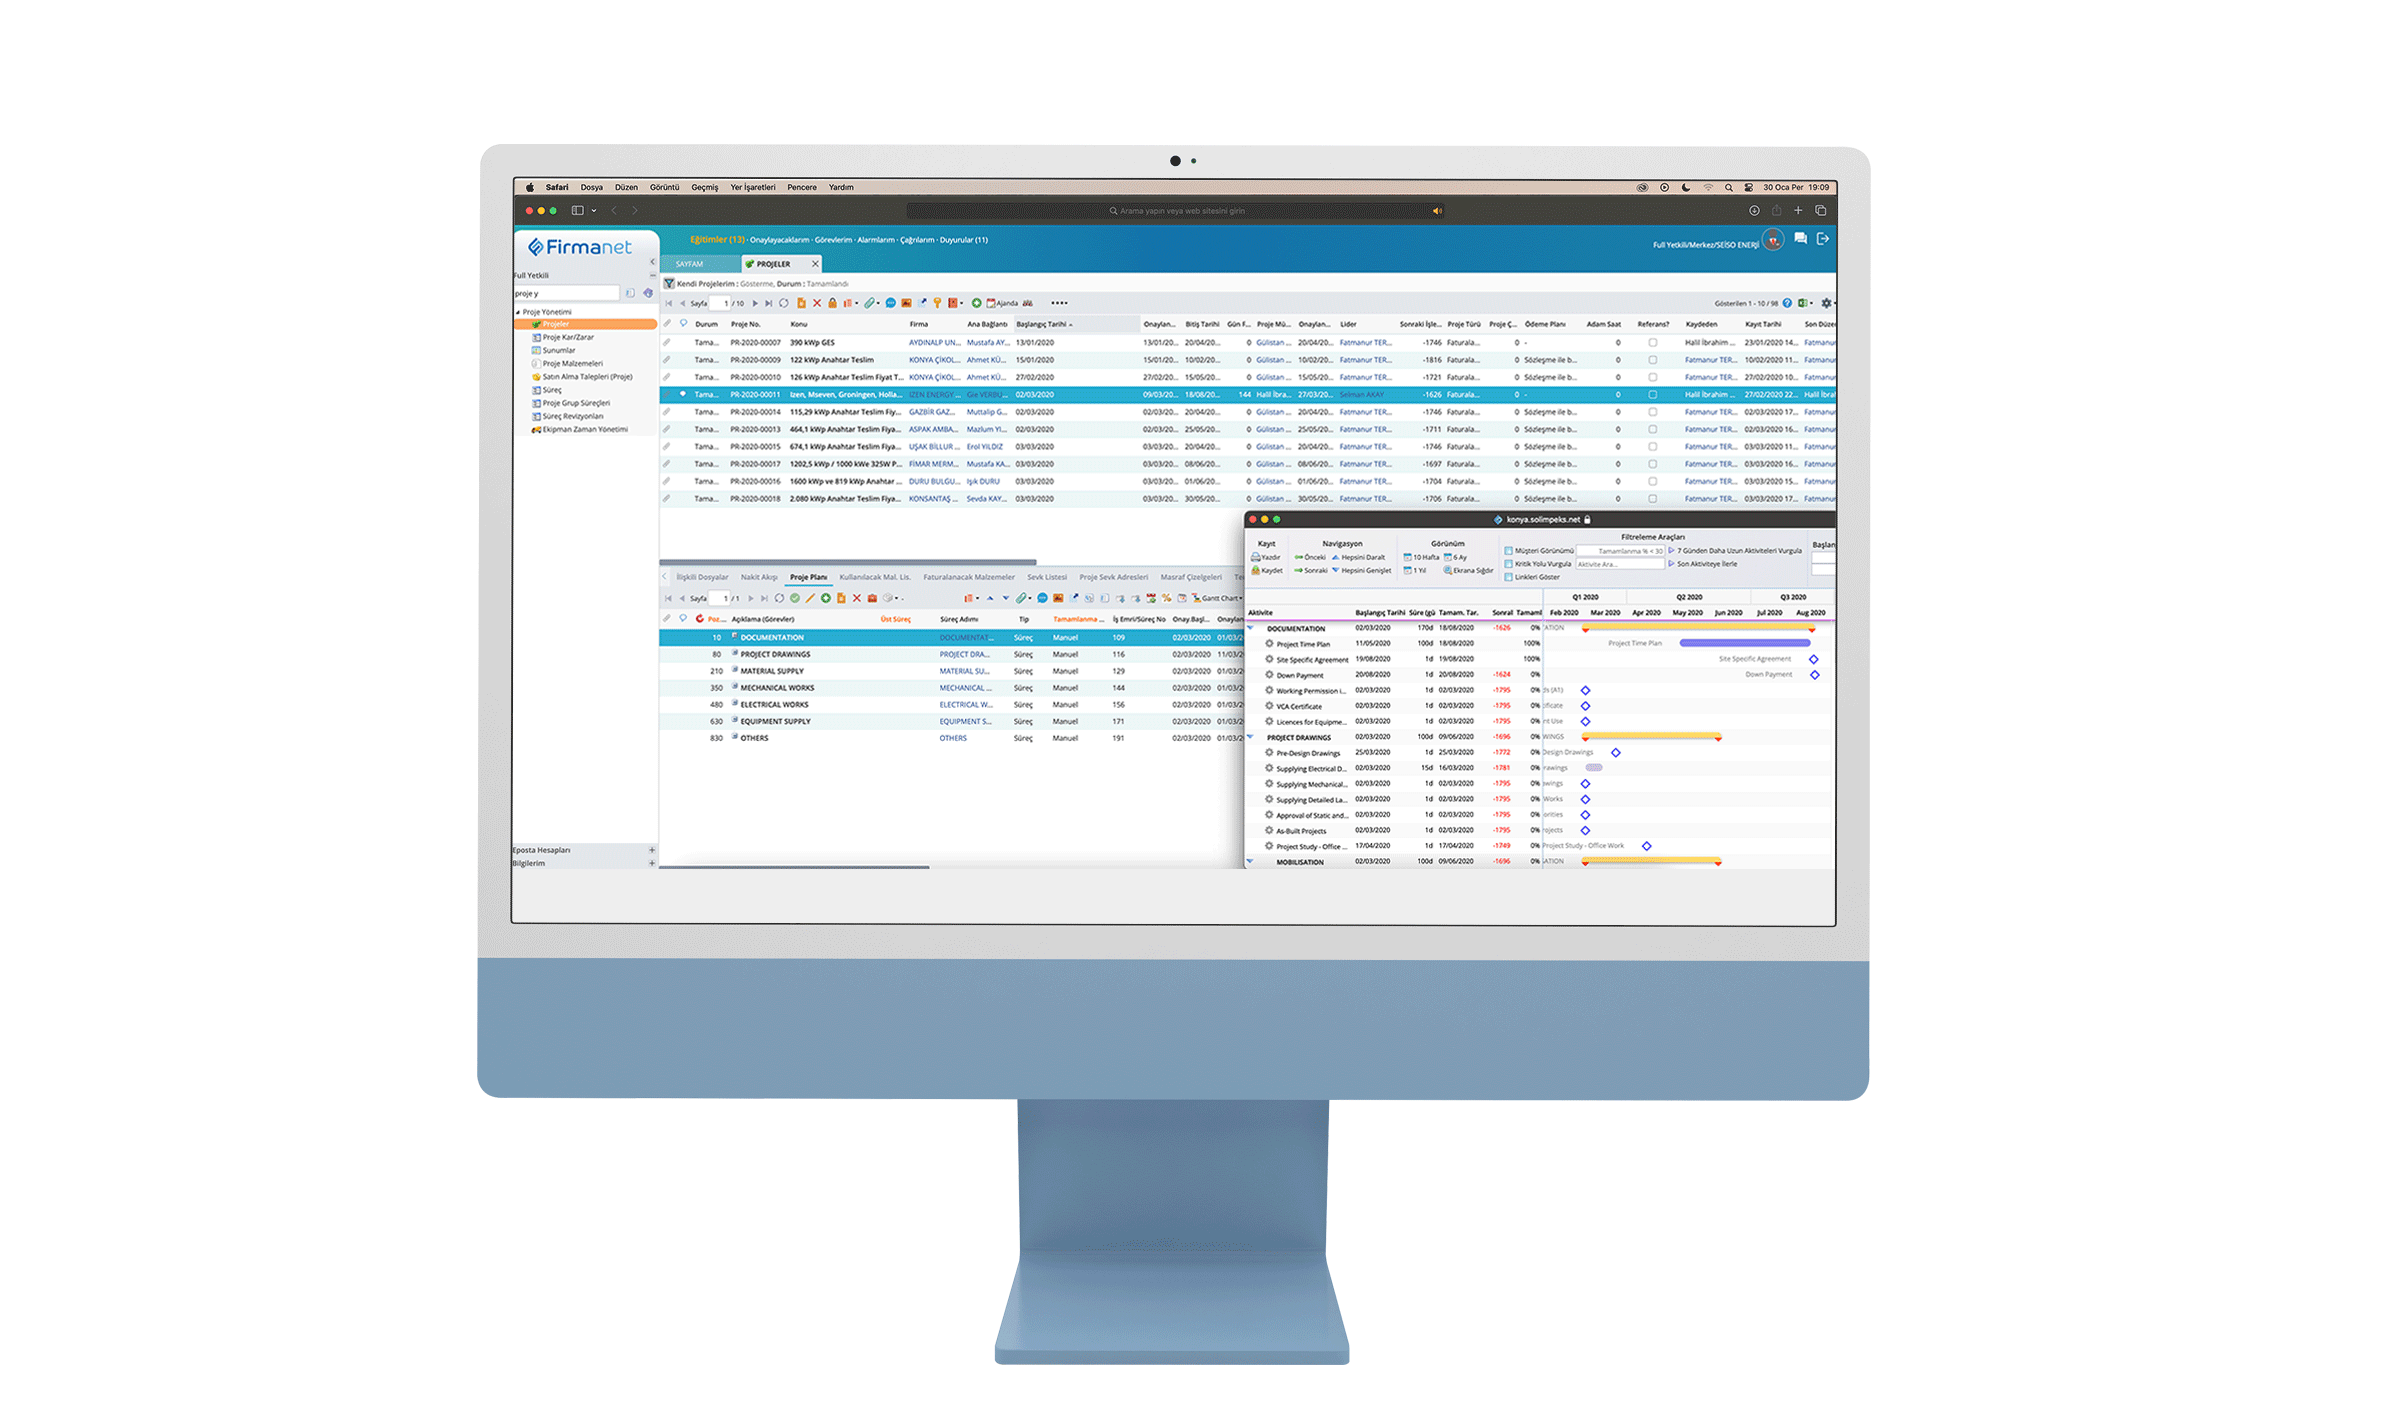 Safari Dosya Düzen Görüntü Geçmiş Yer İşaretleri Pencere Yardım 30 Oca Per 19:09
Arama yapın veya web sitesini girin
Firmanet
Eğitimler (13) · Onaylayacaklarım · Görevlerim · Alarmlarım · Çağrılarım · Duyurular (11)
Full Yetkili/Merkez/SEİSO ENERJİ
SAYFAM PROJELER
Full Yetkili
proje y
Proje Yönetimi
Projeler
Proje Kar/Zarar
Sunumlar
Proje Malzemeleri
Satın Alma Talepleri (Proje)
Süreç
Proje Grup Süreçleri
Süreç Revizyonları
Ekipman Zaman Yönetimi
Eposta Hesapları
Bilgilerim
Kendi Projelerim : Gösterme, Durum : Tamamlandı
Sayfa 1 / 10 Ajanda Gösterilen 1 - 10 / 98
Durum Proje No. Konu Firma Ana Bağlantı Başlangıç Tarihi Onaylan... Bitiş Tarihi Gün F... Proje Mü... Onaylan... Lider Sonraki İşle... Proje Türü Proje Ç... Ödeme Planı Adam Saat Referans? Kaydeden Kayıt Tarihi Son Düze
Tama... PR-2020-00007 390 kWp GES AYDINALP UN... Mustafa AY... 13/01/2020 13/01/20... 20/04/20... 0 Gülistan ... 20/04/20... Fatmanur TER... -1746 Faturala... 0 - 0 Halil İbrahim ... 23/01/2020 14... Fatmanu
Tama... PR-2020-00009 122 kWp Anahtar Teslim KONYA ÇİKOL... Ahmet KÜ... 15/01/2020 15/01/20... 10/02/20... 0 Gülistan ... 10/02/20... Fatmanur TER... -1816 Faturala... 0 Sözleşme ile b... 0 Fatmanur TER... 10/02/2020 11... Fatmanu
Tama... PR-2020-00010 126 kWp Anahtar Teslim Fiyat T... KONYA ÇİKOL... Ahmet KÜ... 27/02/2020 27/02/20... 15/05/20... 0 Gülistan ... 15/05/20... Fatmanur TER... -1721 Faturala... 0 Sözleşme ile b... 0 Fatmanur TER... 27/02/2020 10... Fatmanu
Tama... PR-2020-00011 Izen, Mseven, Groningen, Holla... IZEN ENERGY ... Gie VERBU... 02/03/2020 09/03/20... 18/08/20... 144 Halil İbra... 27/03/20... Selman AKAY -1626 Faturala... 0 - 0 Halil İbrahim ... 27/02/2020 22... Halil İbra
Tama... PR-2020-00014 115,29 kWp Anahtar Teslim Fiy... GAZBİR GAZ... Muttalip G... 02/03/2020 02/03/20... 20/04/20... 0 Gülistan ... 20/04/20... Fatmanur TER... -1746 Faturala... 0 Sözleşme ile b... 0 Fatmanur TER... 02/03/2020 17... Fatmanu
Tama... PR-2020-00013 464,1 kWp Anahtar Teslim Fiya... ASPAK AMBA... Mazlum YI... 02/03/2020 02/03/20... 25/05/20... 0 Gülistan ... 25/05/20... Fatmanur TER... -1711 Faturala... 0 Sözleşme ile b... 0 Fatmanur TER... 02/03/2020 16... Fatmanu
Tama... PR-2020-00015 674,1 kWp Anahtar Teslim Fiya... UŞAK BİLLUR ... Erol YILDIZ 03/03/2020 03/03/20... 20/04/20... 0 Gülistan ... 20/04/20... Fatmanur TER... -1746 Faturala... 0 Sözleşme ile b... 0 Fatmanur TER... 03/03/2020 11... Fatmanu
Tama... PR-2020-00017 1202,5 kWp / 1000 kWe 325W P... FİMAR MERM... Mustafa KA... 03/03/2020 03/03/20... 08/06/20... 0 Gülistan ... 08/06/20... Fatmanur TER... -1697 Faturala... 0 Sözleşme ile b... 0 Fatmanur TER... 03/03/2020 16... Fatmanu
Tama... PR-2020-00016 1600 kWp ve 819 kWp Anahtar ... DURU BULGU... Işık DURU 03/03/2020 03/03/20... 01/06/20... 0 Gülistan ... 01/06/20... Fatmanur TER... -1704 Faturala... 0 Sözleşme ile b... 0 Fatmanur TER... 03/03/2020 15... Fatmanu
Tama... PR-2020-00018 2.080 kWp Anahtar Teslim Fiya... KONSANTAŞ ... Sevda KAY... 03/03/2020 03/03/20... 30/05/20... 0 Gülistan ... 30/05/20... Fatmanur TER... -1706 Faturala... 0 Sözleşme ile b... 0 Fatmanur TER... 03/03/2020 17... Fatmanu
İlişkili Dosyalar Nakit Akışı Proje Planı Kullanılacak Mal. Lis. Faturalanacak Malzemeler Sevk Listesi Proje Sevk Adresleri Masraf Çizelgeleri Te
Sayfa 1 / 1 Gantt Chart
Poz... Açıklama (Görevler) Üst Süreç Süreç Adımı Tip Tamamlanma ... İş Emri/Süreç No Onay.Başl... Onaylan
10 DOCUMENTATION DOCUMENTAT... Süreç Manuel 109 02/03/2020 01/03/2
80 PROJECT DRAWINGS PROJECT DRA... Süreç Manuel 116 02/03/2020 11/03/2
210 MATERIAL SUPPLY MATERIAL SU... Süreç Manuel 129 02/03/2020 01/03/2
350 MECHANICAL WORKS MECHANICAL ... Süreç Manuel 144 02/03/2020 01/03/2
480 ELECTRICAL WORKS ELECTRICAL W... Süreç Manuel 156 02/03/2020 01/03/2
630 EQUIPMENT SUPPLY EQUIPMENT S... Süreç Manuel 171 02/03/2020 01/03/2
830 OTHERS OTHERS Süreç Manuel 191 02/03/2020 01/03/2
konya.solimpeks.net
Kayıt Navigasyon Görünüm Filtreleme Araçları
Yazdır Önceki Hepsini Daralt 10 Hafta 6 Ay Müşteri Görünümü Tamamlanma % < 30 7 Günden Daha Uzun Aktiviteleri Vurgula Başlan
Kaydet Sonraki Hepsini Genişlet 1 Yıl Ekrana Sığdır Kritik Yolu Vurgula Aktivite Ara... Son Aktiviteye İlerle
Linkleri Göster
Q1 2020 Q2 2020 Q3 2020
Aktivite Başlangıç Tarihi Süre (gü Tamam. Tar. Sonral Tamaml Feb 2020 Mar 2020 Apr 2020 May 2020 Jun 2020 Jul 2020 Aug 2020
DOCUMENTATION 02/03/2020 170d 18/08/2020 -1626 0% ATION
Project Time Plan 11/05/2020 100d 18/08/2020 100% Project Time Plan
Site Specific Agreement 19/08/2020 1d 19/08/2020 100% Site Specific Agreement
Down Payment 20/08/2020 1d 20/08/2020 -1624 0% Down Payment
Working Permission i... 02/03/2020 1d 02/03/2020 -1795 0% ds (A1)
VCA Certificate 02/03/2020 1d 02/03/2020 -1795 0% ificate
Licences for Equipme... 02/03/2020 1d 02/03/2020 -1795 0% nt Use
PROJECT DRAWINGS 02/03/2020 100d 09/06/2020 -1696 0% WINGS
Pre-Design Drawings 25/03/2020 1d 25/03/2020 -1772 0% Design Drawings
Supplying Electrical D... 02/03/2020 15d 16/03/2020 -1781 0% rawings
Supplying Mechanical... 02/03/2020 1d 02/03/2020 -1795 0% wings
Supplying Detailed La... 02/03/2020 1d 02/03/2020 -1795 0% Works
Approval of Static and... 02/03/2020 1d 02/03/2020 -1795 0% orities
As-Built Projects 02/03/2020 1d 02/03/2020 -1795 0% rojects
Project Study - Office ... 17/04/2020 1d 17/04/2020 -1749 0% Project Study - Office Work
MOBILISATION 02/03/2020 100d 09/06/2020 -1696 0% ATION